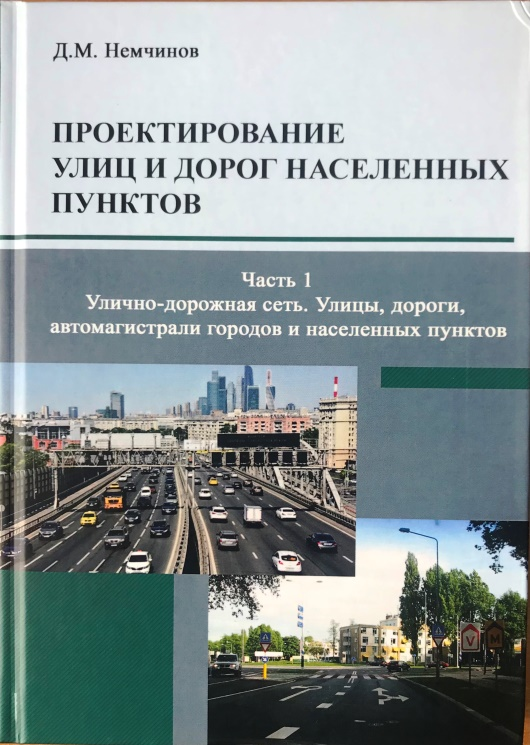 Д.М. Немчинов
ПРОЕКТИРОВАНИЕ
УЛИЦ И ДОРОГ НАСЕЛЕННЫХ
ПУНКТОВ
Часть 1
Улично-дорожная сеть. Улицы, дороги,
автомагистрали городов и населенных пунктов
V
M